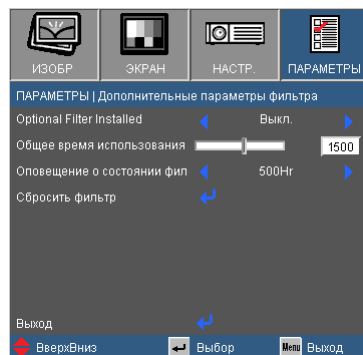 ИЗОБР ЭКРАН НАСТР. ПАРАМЕТРЫ
ПАРАМЕТРЫ | Дополнительные параметры фильтра
Optional Filter Installed Выкл.
Общее время использования 1500
Оповещение о состоянии фил 500Hr
Сбросить фильтр
Выход
ВверхВниз Выбор Menu Выход